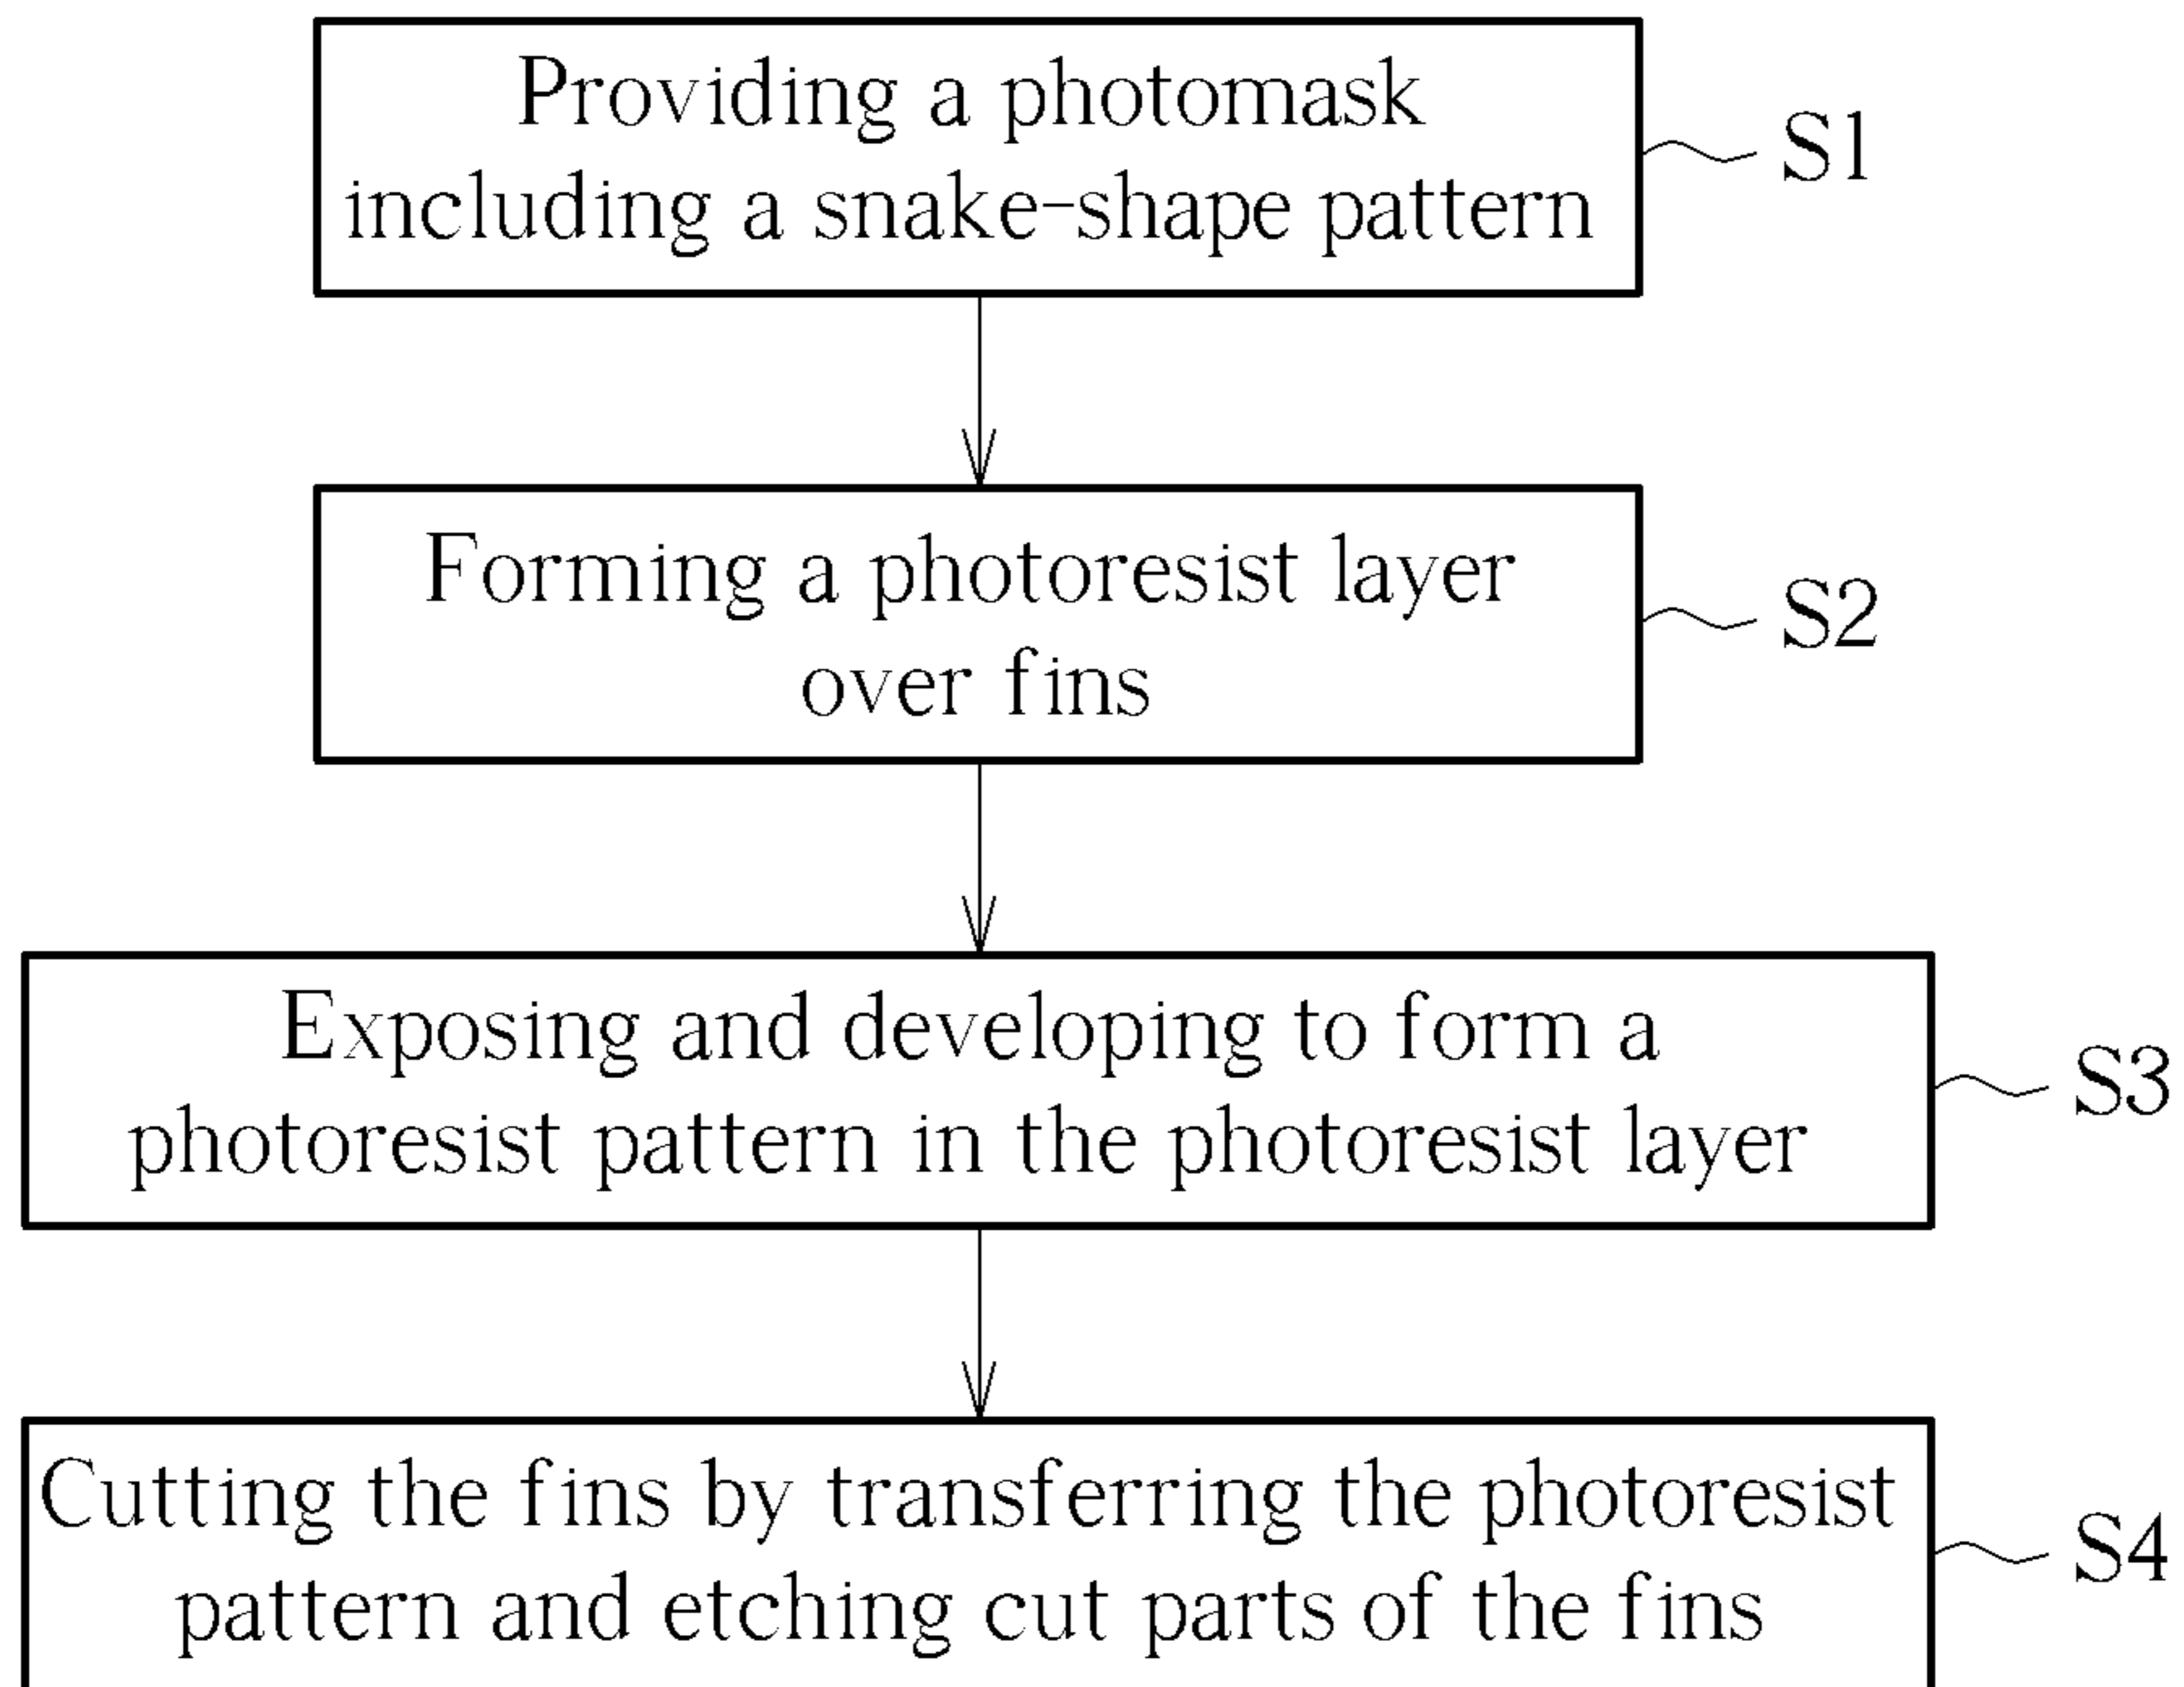 Providing a photomask
including a snake-shape pattern
S1
Forming a photoresist layer
over fins
S2
Exposing and developing to form a
photoresist pattern in the photoresist layer
S3
Cutting the fins by transferring the photoresist
pattern and etching cut parts of the fins
S4